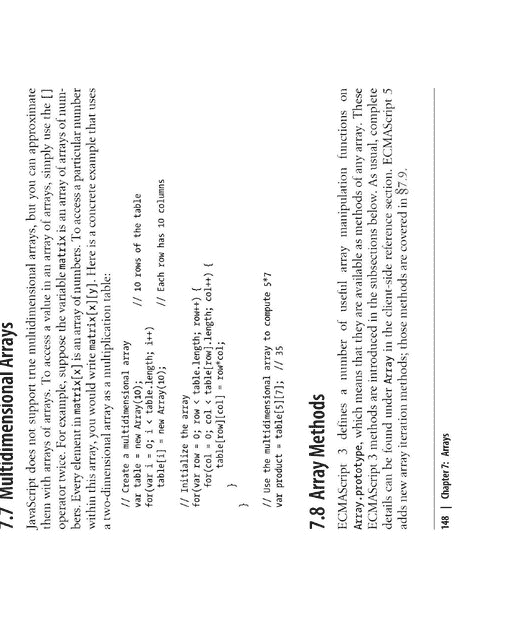 7.7 Multidimensional Arrays
JavaScript does not support true multidimensional arrays, but you can approximate
them with arrays of arrays. To access a value in an array of arrays, simply use the []
operator twice. For example, suppose the variable matrix is an array of arrays of num-
bers. Every element in matrix[x] is an array of numbers. To access a particular number
within this array, you would write matrix[x][y]. Here is a concrete example that uses
a two-dimensional array as a multiplication table:
// Create a multidimensional array
var table = new Array(10); // 10 rows of the table
for(var i = 0; i < table.length; i++)
table[i] = new Array(10); // Each row has 10 columns
// Initialize the array
for(var row = 0; row < table.length; row++) {
for(col = 0; col < table[row].length; col++) {
table[row][col] = row*col;
}
}
// Use the multidimensional array to compute 5*7
var product = table[5][7]; // 35
7.8 Array Methods
ECMAScript 3 defines a number of useful array manipulation functions on
Array.prototype, which means that they are available as methods of any array. These
ECMAScript 3 methods are introduced in the subsections below. As usual, complete
details can be found under Array in the client-side reference section. ECMAScript 5
adds new array iteration methods; those methods are covered in §7.9.
148 | Chapter 7: Arrays